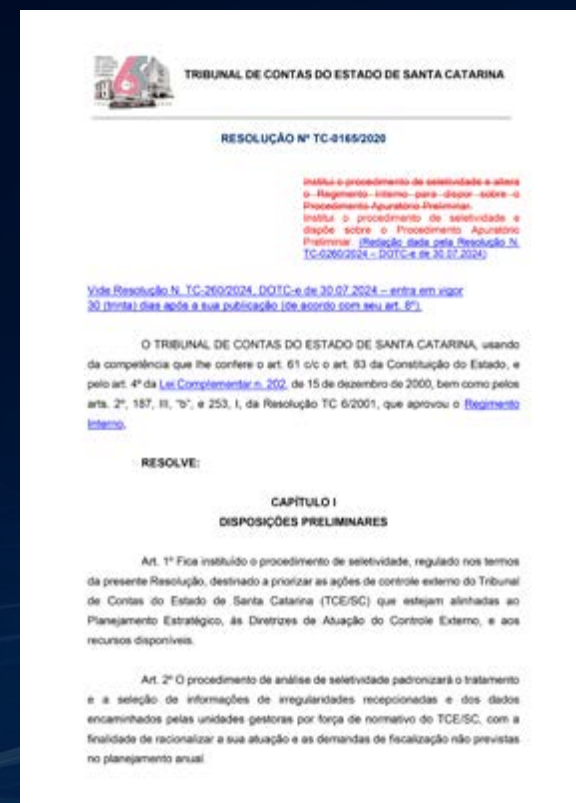 TRIBUNAL DE CONTAS DO ESTADO DE SANTA CATARINA
RESOLUÇÃO Nº TC-0165/2020
Institui o procedimento de seletividade e altera
o Regimento Interno para dispor sobre o
Procedimento Apuratório Preliminar.
Institui o procedimento de seletividade e
dispõe sobre o Procedimento Apuratório
Preliminar. (Redação dada pela Resolução N.
TC-0260/2024 – DOTC-e de 30.07.2024)
Vide Resolução N. TC-260/2024, DOTC-e de 30.07.2024 – entra em vigor
30 (trinta) dias após a sua publicação (de acordo com seu art. 8º).
O TRIBUNAL DE CONTAS DO ESTADO DE SANTA CATARINA, usando
da competência que lhe confere o art. 61 c/c o art. 83 da Constituição do Estado, e
pelo art. 4º da Lei Complementar n. 202, de 15 de dezembro de 2000, bem como pelos
arts. 2º, 187, III, "b", e 253, I, da Resolução TC 6/2001, que aprovou o Regimento
Interno,
RESOLVE:
CAPÍTULO I
DISPOSIÇÕES PRELIMINARES
Art. 1º Fica instituído o procedimento de seletividade, regulado nos termos
da presente Resolução, destinado a priorizar as ações de controle externo do Tribunal
de Contas do Estado de Santa Catarina (TCE/SC) que estejam alinhadas ao
Planejamento Estratégico, às Diretrizes de Atuação do Controle Externo, e aos
recursos disponíveis.
Art. 2º O procedimento de análise de seletividade padronizará o tratamento
e a seleção de informações de irregularidades recepcionadas e dos dados
encaminhados pelas unidades gestoras por força de normativo do TCE/SC, com a
finalidade de racionalizar a sua atuação e as demandas de fiscalização não previstas
no planejamento anual.